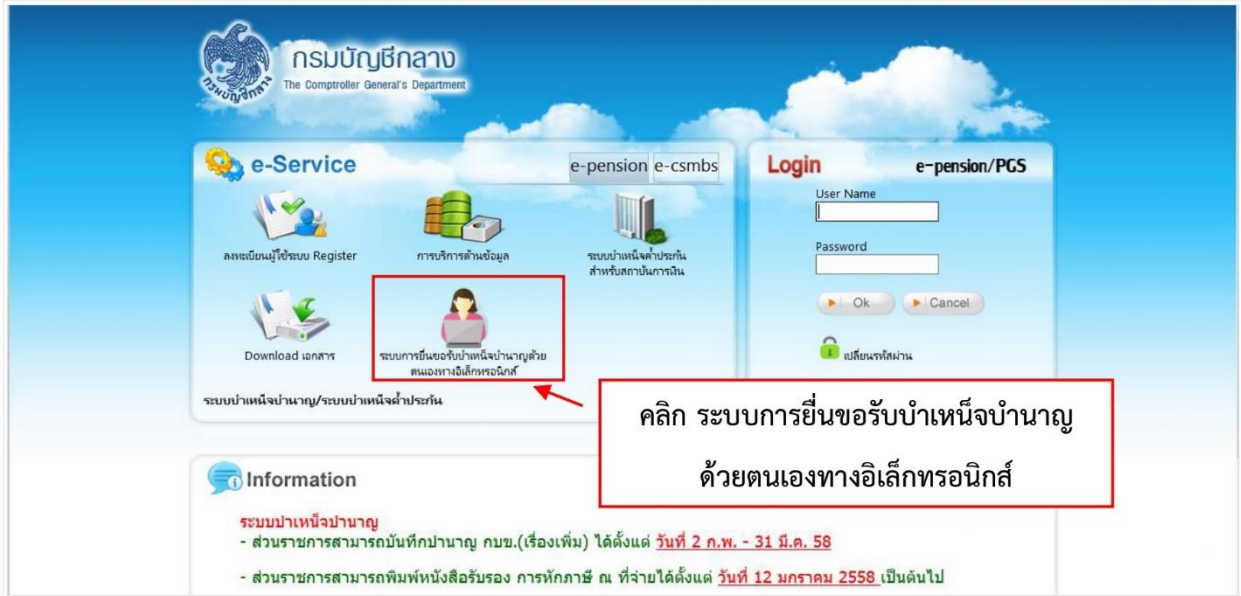 กรมบัญชีกลาง
The Comptroller General's Department
กรมบัญชีกลาง
e-Service
e-pension e-csmbs
ลงทะเบียนผู้ใช้ระบบ Register
การบริการด้านข้อมูล
ระบบบำเหน็จค้ำประกัน
สำหรับสถาบันการเงิน
Download เอกสาร
ระบบการยื่นขอรับบำเหน็จบำนาญด้วย
ตนเองทางอิเล็กทรอนิกส์
ระบบบำเหน็จบำนาญ/ระบบบำเหน็จค้ำประกัน
Login e-pension/PGS
User Name
Password
Ok Cancel
เปลี่ยนรหัสผ่าน
คลิก ระบบการยื่นขอรับบำเหน็จบำนาญ
ด้วยตนเองทางอิเล็กทรอนิกส์
Information
ระบบบำเหน็จบำนาญ
- ส่วนราชการสามารถบันทึกบำนาญ กบข.(เรื่องเพิ่ม) ได้ตั้งแต่ วันที่ 2 ก.พ. - 31 มี.ค. 58
- ส่วนราชการสามารถพิมพ์หนังสือรับรอง การหักภาษี ณ ที่จ่ายได้ตั้งแต่ วันที่ 12 มกราคม 2558 เป็นต้นไป